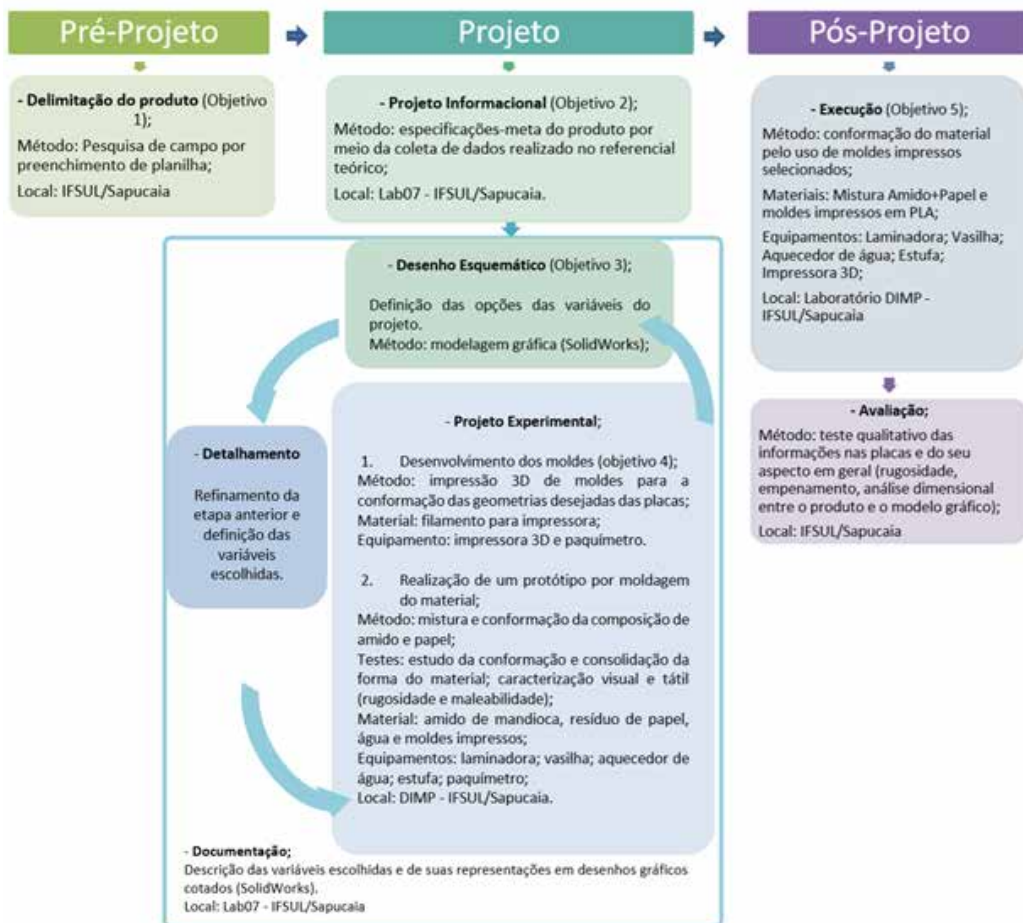 Pré-Projeto
Projeto
Pós-Projeto
- Delimitação do produto (Objetivo
1);
Método: Pesquisa de campo por
preenchimento de planilha;
Local: IFSUL/Sapucaia
- Projeto Informacional (Objetivo 2);
Método: especificações-meta do produto por
meio da coleta de dados realizado no referencial
teórico;
Local: Lab07 - IFSUL/Sapucaia.
- Desenho Esquemático (Objetivo 3);
Definição das opções das variáveis do
projeto.
Método: modelagem gráfica (SolidWorks);
- Detalhamento
Refinamento da
etapa anterior e
definição das
variáveis
escolhidas.
- Projeto Experimental;
1. Desenvolvimento dos moldes (objetivo 4);
Método: impressão 3D de moldes para a
conformação das geometrias desejadas das placas;
Material: filamento para impressora;
Equipamento: impressora 3D e paquímetro.
2. Realização de um protótipo por moldagem
do material;
Método: mistura e conformação da composição de
amido e papel;
Testes: estudo da conformação e consolidação da
forma do material; caracterização visual e tátil
(rugosidade e maleabilidade);
Material: amido de mandioca, resíduo de papel,
água e moldes impressos;
Equipamentos: laminadora; vasilha; aquecedor de
água; estufa; paquímetro;
Local: DIMP - IFSUL/Sapucaia.
- Documentação;
Descrição das variáveis escolhidas e de suas representações em desenhos gráficos
cotados (SolidWorks).
Local: Lab07 - IFSUL/Sapucaia
- Execução (Objetivo 5);
Método: conformação do material
pelo uso de moldes impressos
selecionados;
Materiais: Mistura Amido+Papel e
moldes impressos em PLA;
Equipamentos: Laminadora; Vasilha;
Aquecedor de água; Estufa;
Impressora 3D;
Local: Laboratório DIMP -
IFSUL/Sapucaia
- Avaliação;
Método: teste qualitativo das
informações nas placas e do seu
aspecto em geral (rugosidade,
empenamento, análise dimensional
entre o produto e o modelo gráfico);
Local: IFSUL/Sapucaia